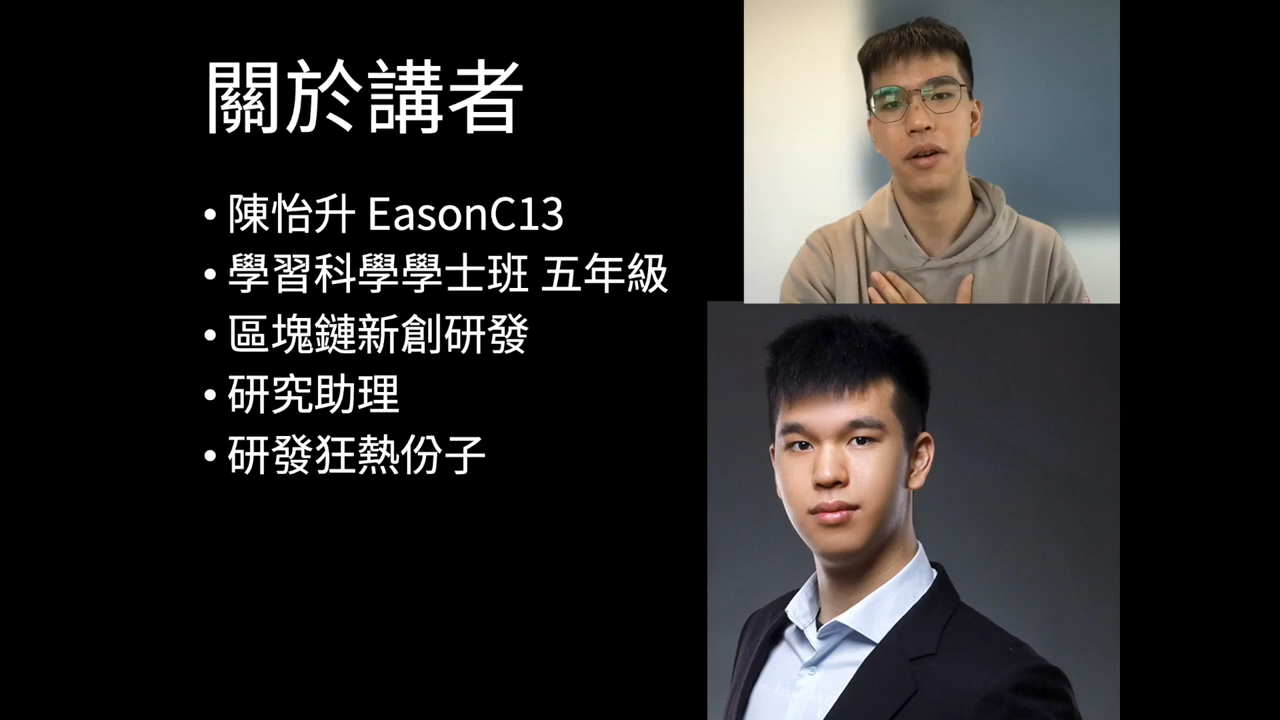 關於講者
• 陳怡升 EasonC13
• 學習科學學士班 五年級
• 區塊鏈新創研發
• 研究助理
• 研發狂熱份子